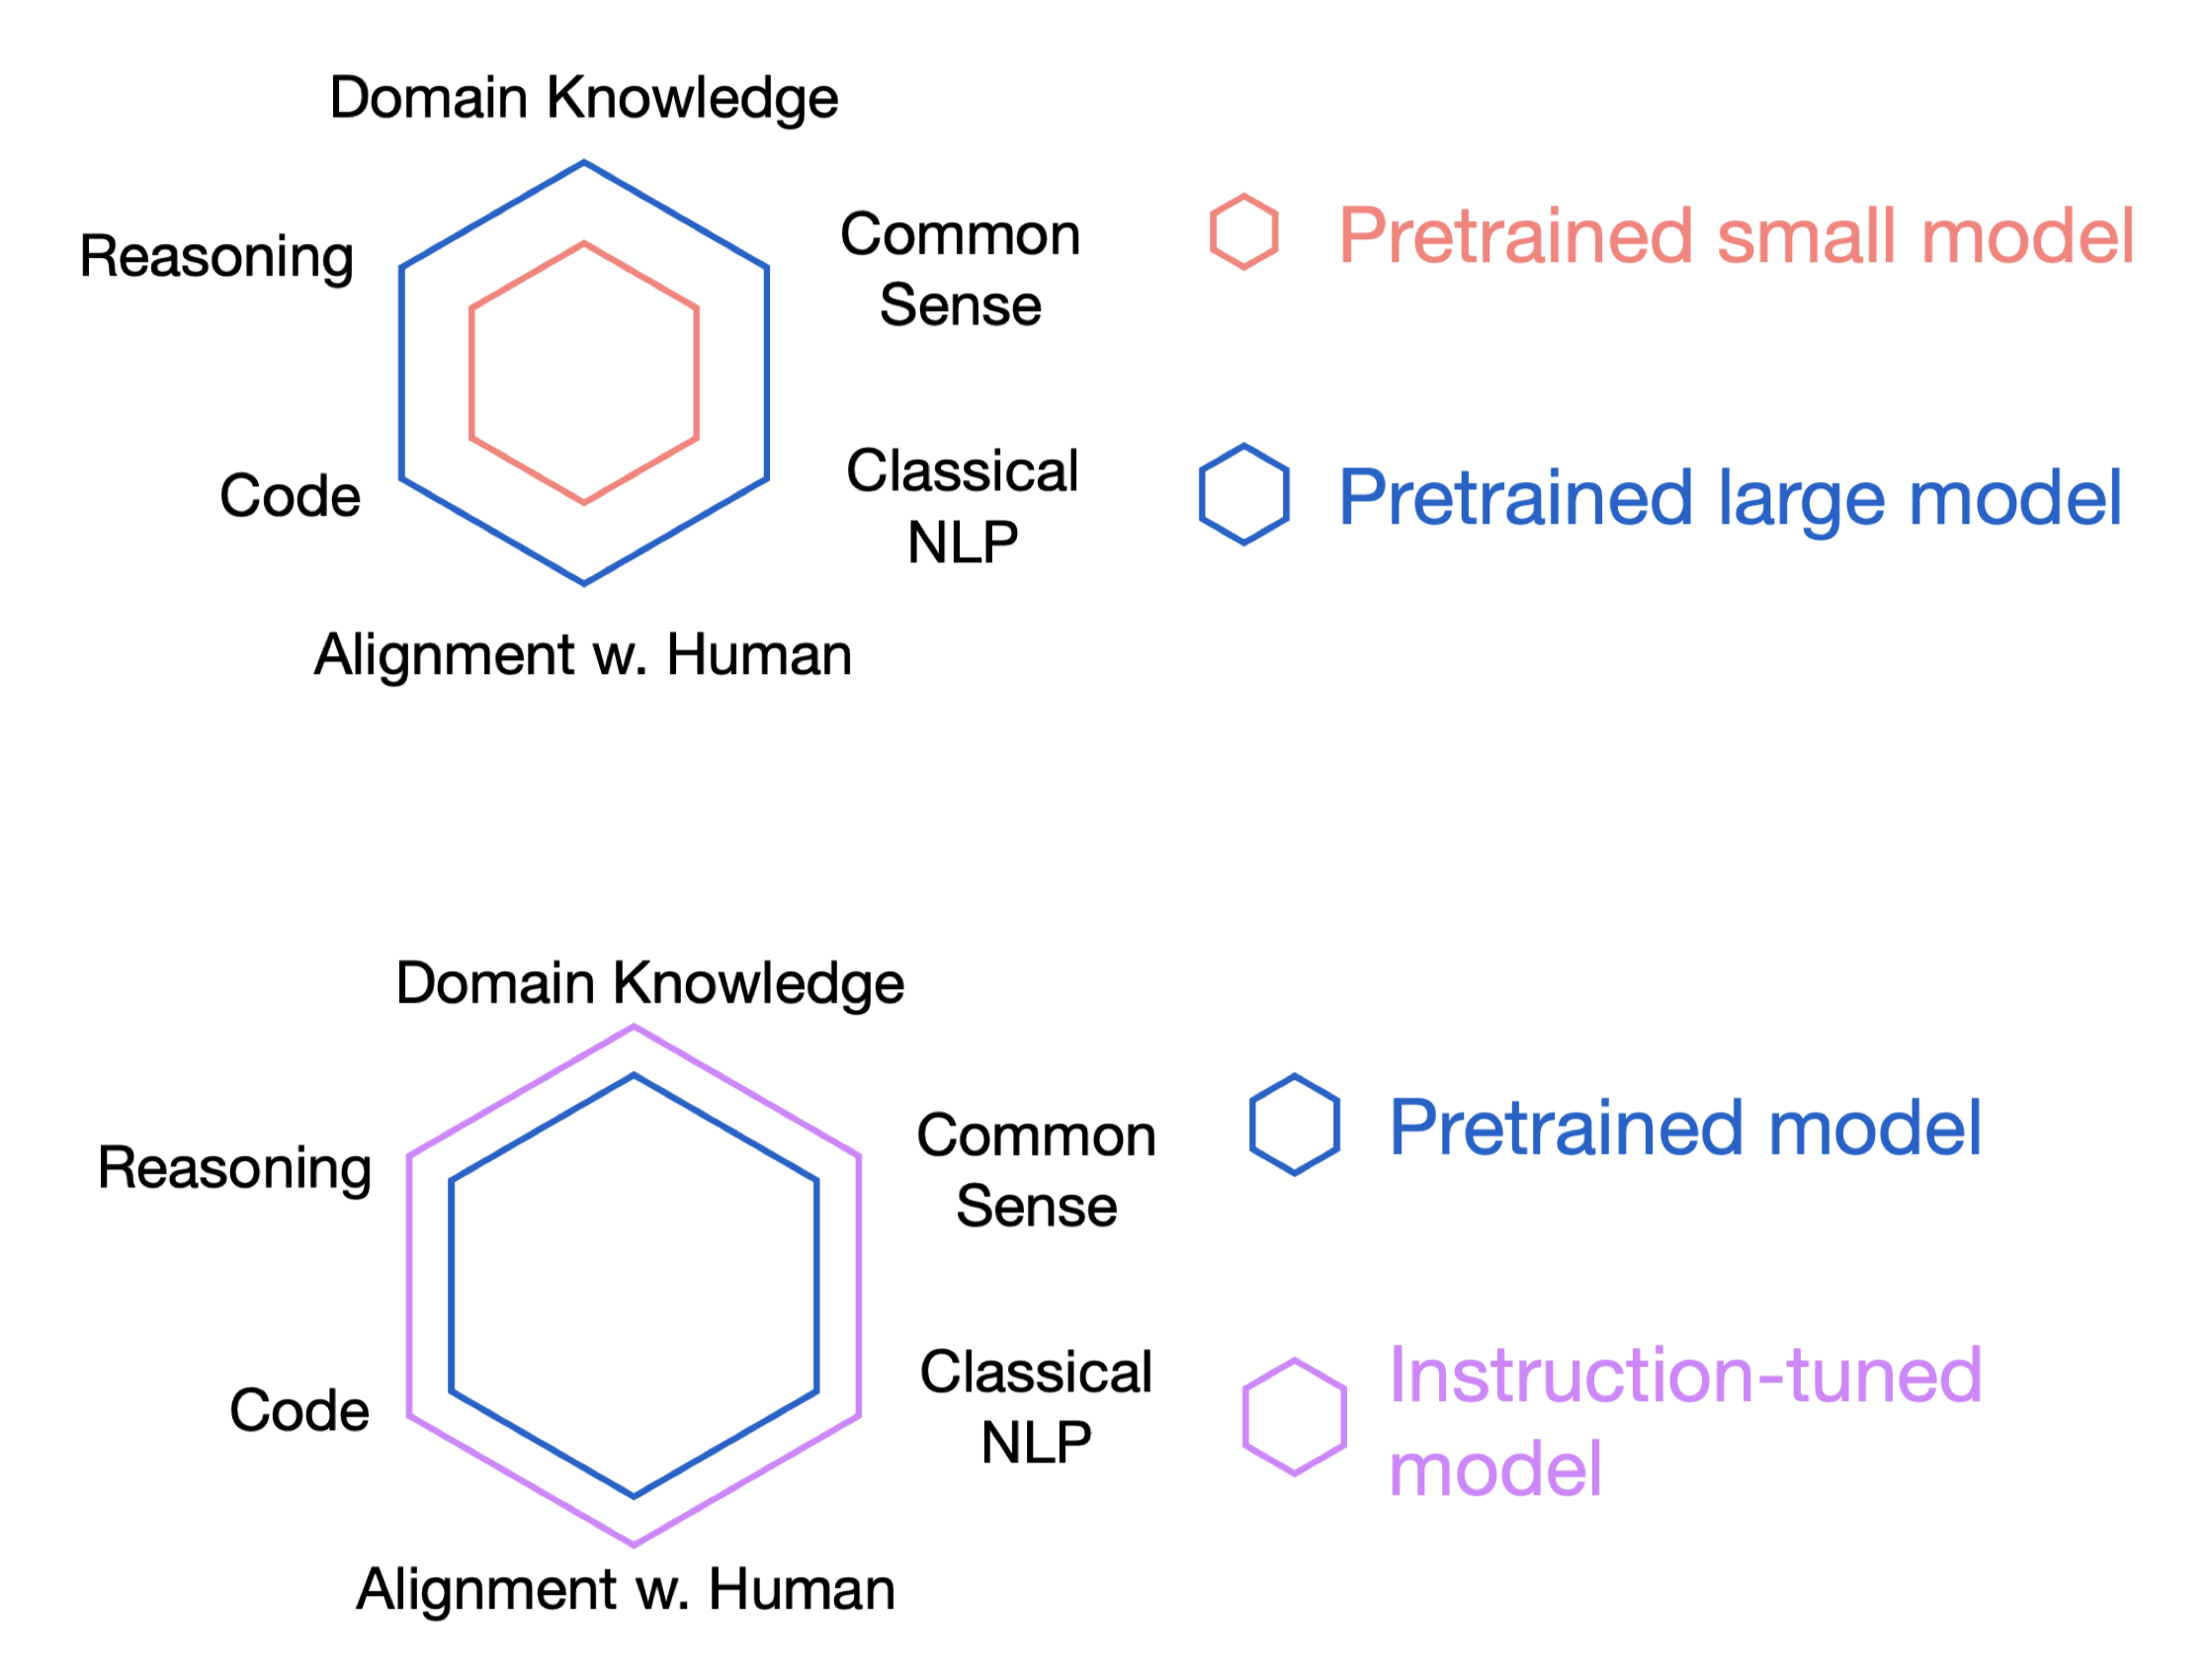 Domain Knowledge
Reasoning
Common
Sense
Code
Classical
NLP
Alignment w. Human
Pretrained small model
Pretrained large model
Domain Knowledge
Reasoning
Common
Sense
Code
Classical
NLP
Alignment w. Human
Pretrained model
Instruction-tuned
model